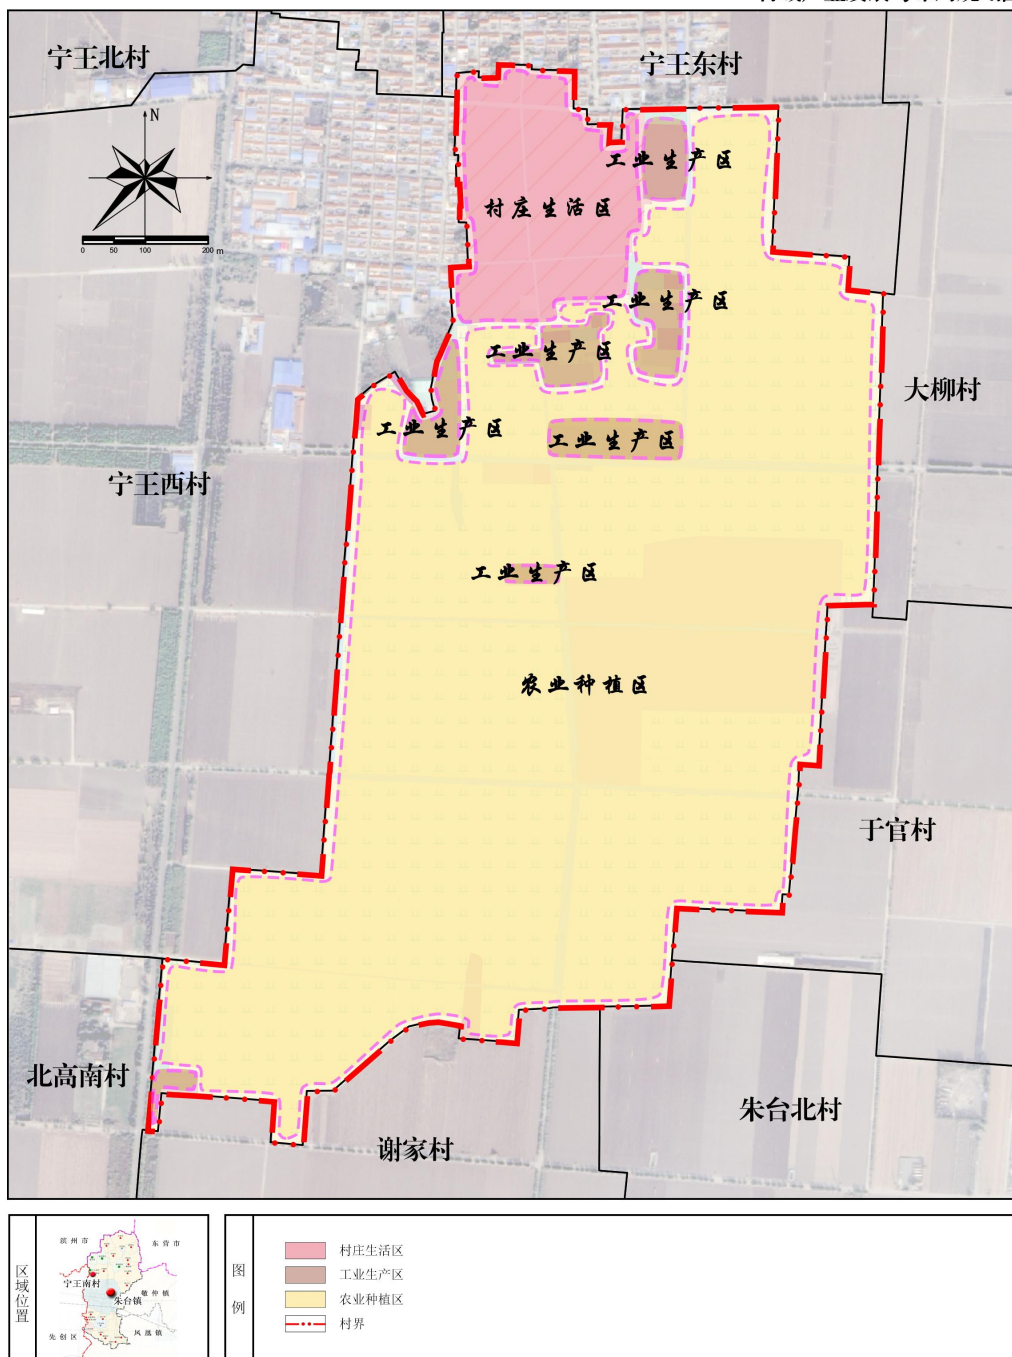 宁王北村
宁王东村
N
工业生产区
村庄生活区
0 50 100 200 m
工业生产区
工业生产区
大柳村
工业生产区
工业生产区
宁王西村
工业生产区
农业种植区
于官村
北高南村
朱台北村
谢家村
区域位置
滨州市
东营市
宁王南村
朱台镇
敬仲镇
先创区
凤凰镇
图例
村庄生活区
工业生产区
农业种植区
村界